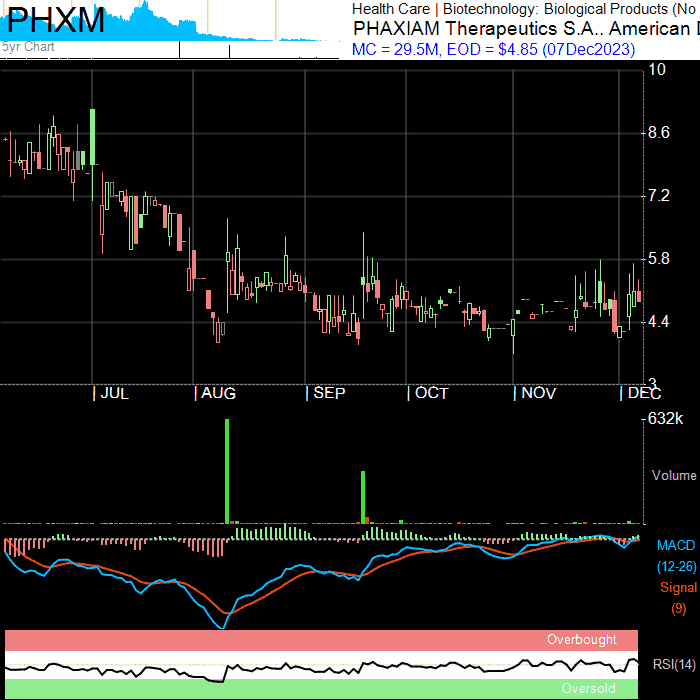 PHXM
5yr Chart
Health Care | Biotechnology: Biological Products (No
PHAXIAM Therapeutics S.A.. American
MC = 29.5M, EOD = $4.85 (07Dec2023)
10
8.6
7.2
5.8
4.4
3
JUL
AUG
SEP
OCT
NOV
DEC
632k
Volume
MACD
(12-26)
Signal
(9)
Overbought
RSI(14)
Oversold